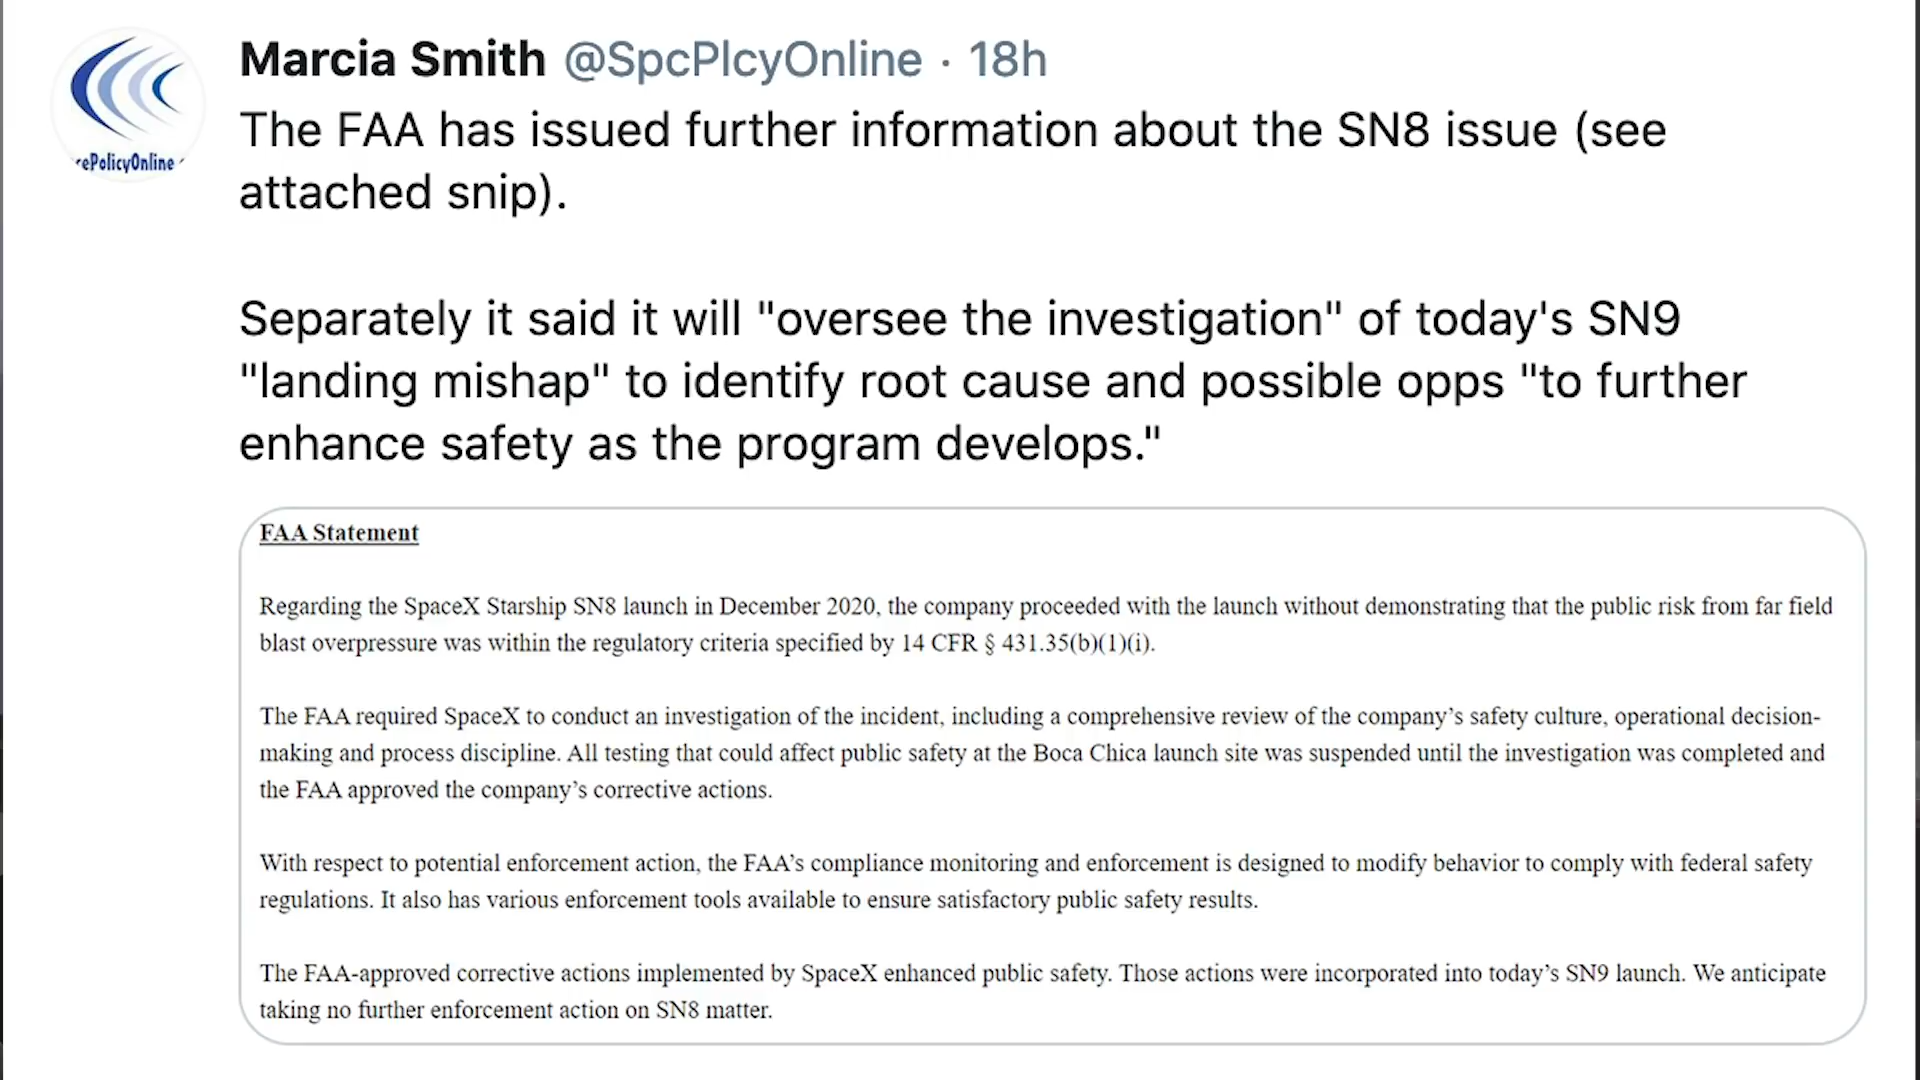 Marcia Smith @SpcPlcyOnline · 18h
The FAA has issued further information about the SN8 issue (see
attached snip).
Separately it said it will "oversee the investigation" of today's SN9
"landing mishap" to identify root cause and possible opps "to further
enhance safety as the program develops."
ePolicyOnline
FAA Statement
Regarding the SpaceX Starship SN8 launch in December 2020, the company proceeded with the launch without demonstrating that the public risk from far field
blast overpressure was within the regulatory criteria specified by 14 CFR § 431.35(b)(1)(i).
The FAA required SpaceX to conduct an investigation of the incident, including a comprehensive review of the company’s safety culture, operational decision-
making and process discipline. All testing that could affect public safety at the Boca Chica launch site was suspended until the investigation was completed and
the FAA approved the company’s corrective actions.
With respect to potential enforcement action, the FAA’s compliance monitoring and enforcement is designed to modify behavior to comply with federal safety
regulations. It also has various enforcement tools available to ensure satisfactory public safety results.
The FAA-approved corrective actions implemented by SpaceX enhanced public safety. Those actions were incorporated into today’s SN9 launch. We anticipate
taking no further enforcement action on SN8 matter.